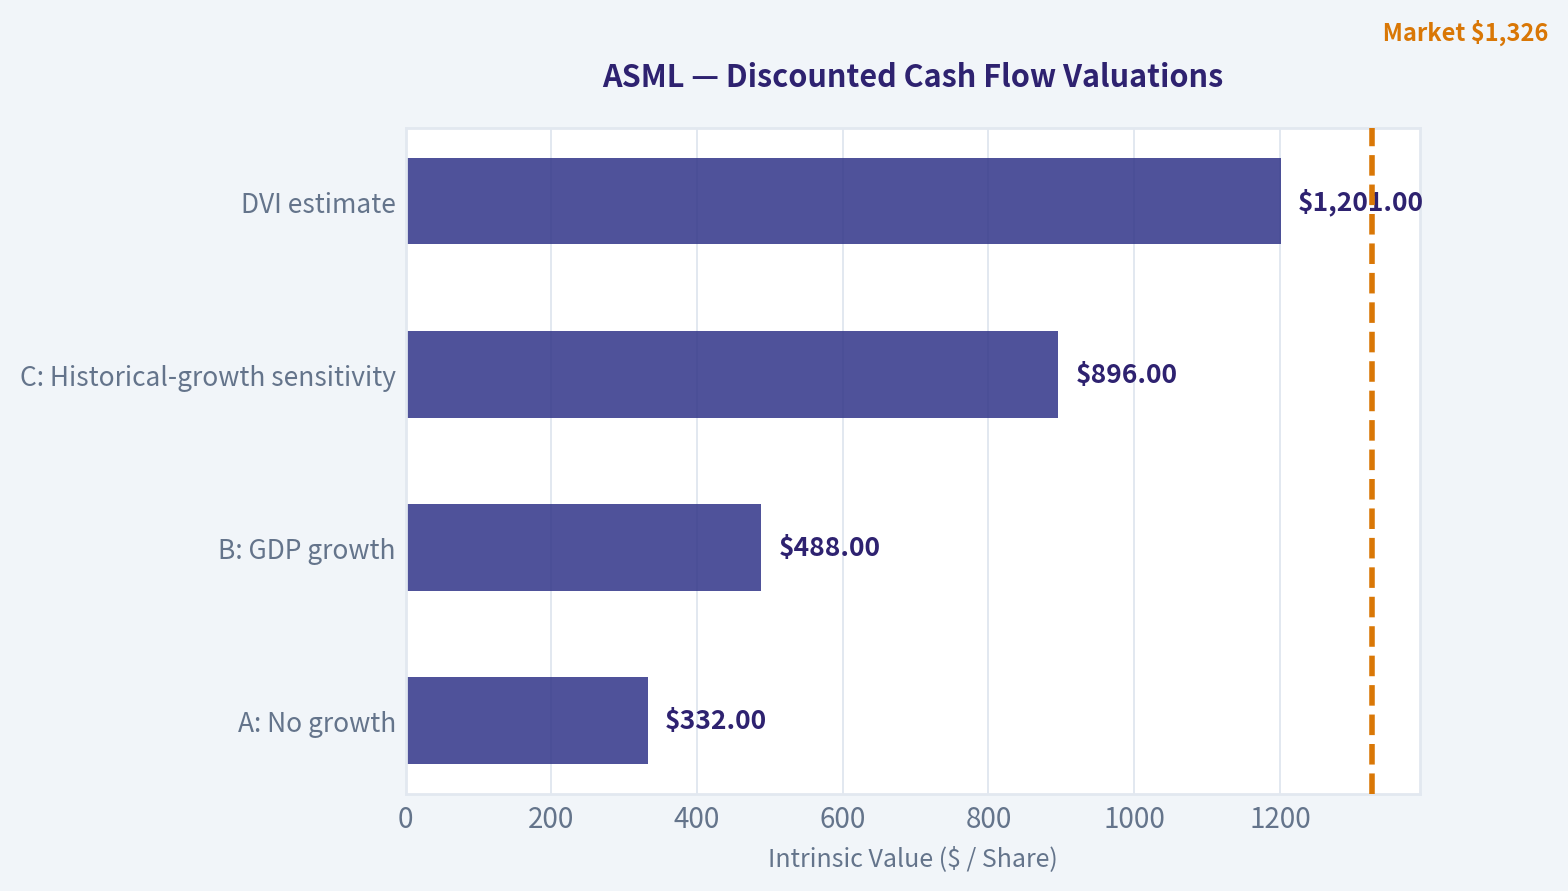 Market $1,326
ASML — Discounted Cash Flow Valuations
DVI estimate
$1,201.00
C: Historical-growth sensitivity
$896.00
B: GDP growth
$488.00
A: No growth
$332.00
0 200 400 600 800 1000 1200
Intrinsic Value ($ / Share)